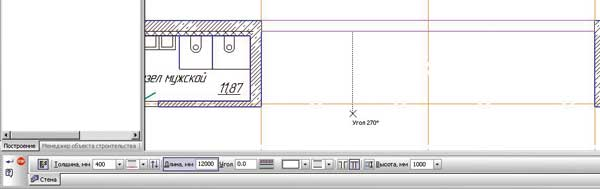 зел мужской
11,87
Угол 270°
Построение
Менеджер объекта строительства
Толщина, мм 400 Длина, мм 12000 Угол 0.0 Высота, мм 1000
Стена